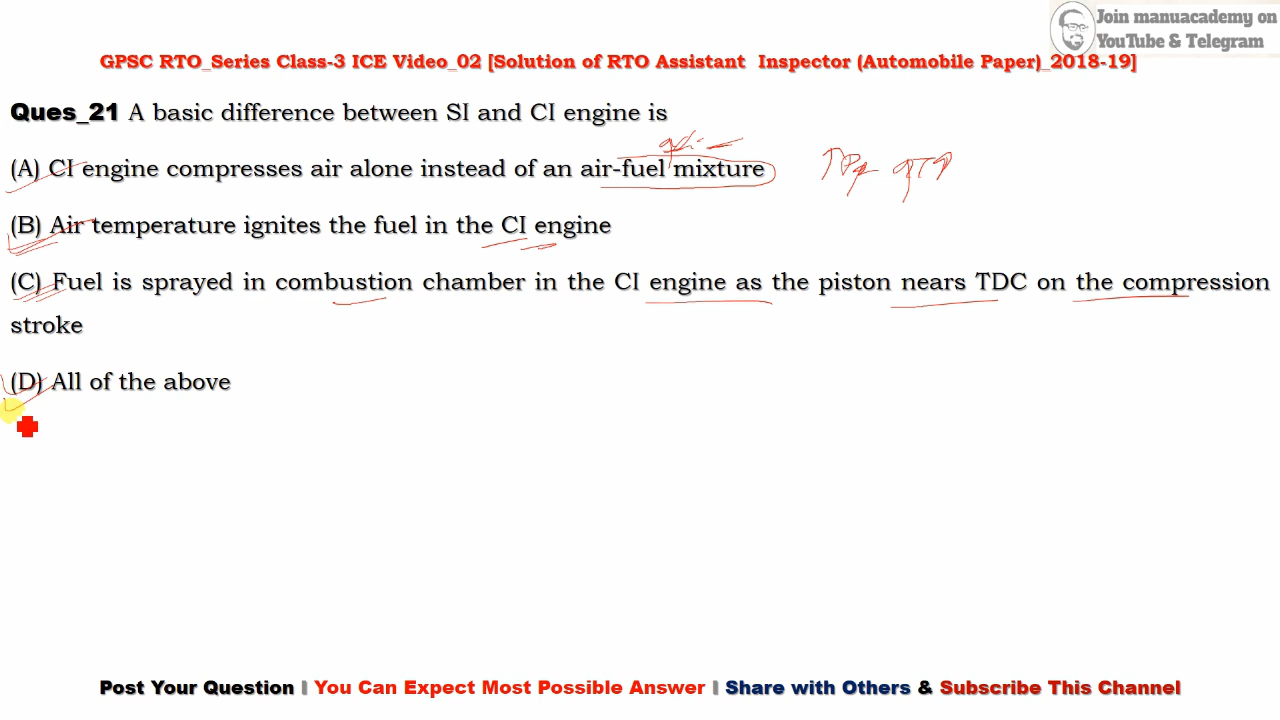 Join manuacademy on
YouTube & Telegram
GPSC RTO_Series Class-3 ICE Video_02 [Solution of RTO Assistant Inspector (Automobile Paper)_2018-19]
Ques_21 A basic difference between SI and CI engine is
(A) CI engine compresses air alone instead of an air-fuel mixture
(B) Air temperature ignites the fuel in the CI engine
(C) Fuel is sprayed in combustion chamber in the CI engine as the piston nears TDC on the compression
stroke
(D) All of the above
Post Your Question | You Can Expect Most Possible Answer | Share with Others & Subscribe This Channel